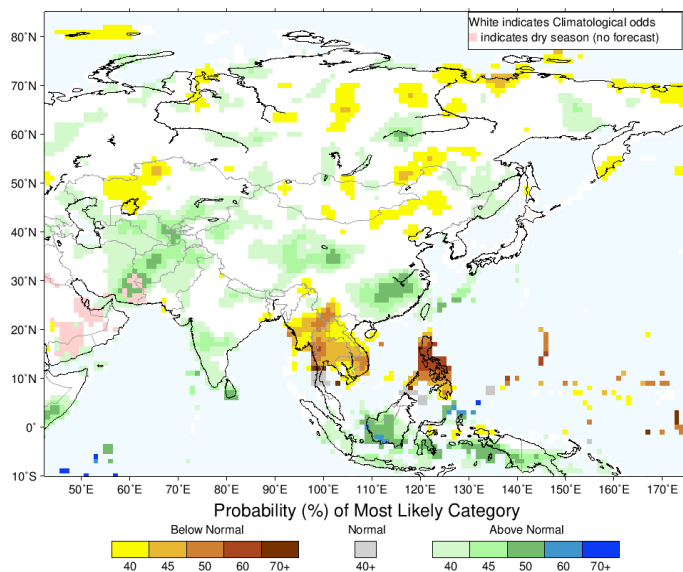 White indicates Climatological odds
indicates dry season (no forecast)
80°N
70°N
60°N
50°N
40°N
30°N
20°N
10°N
0°
10°S
50°E
60°E
70°E
80°E
90°E
100°E
110°E
120°E
130°E
140°E
150°E
160°E
170°E
Probability (%) of Most Likely Category
Below Normal
Normal
Above Normal
40 45 50 60 70+
40+
40 45 50 60 70+